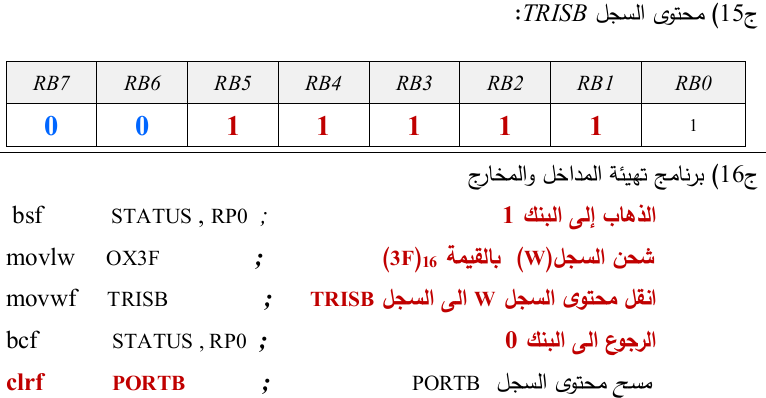 ج15) محتوى السجل TRISB:
RB7 RB6 RB5 RB4 RB3 RB2 RB1 RB0
0 0 1 1 1 1 1 1
ج16) برنامج تهيئة المداخل والمخارج
bsf STATUS , RP0 ; الذهاب إلى البنك 1
movlw OX3F ; شحن السجل(W) بالقيمة (3F)16
movwf TRISB ; انقل محتوى السجل W الى السجل TRISB
bcf STATUS , RP0 ; الرجوع الى البنك 0
clrf PORTB ; مسح محتوى السجل PORTB